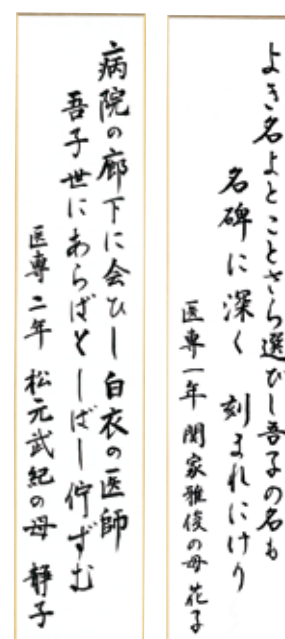 よき名よとことさら選びし吾子の名も
名碑に深く 刻まれにけり
医専一年 関家雅俊の母 花子
病院の廊下に会ひし白衣の医師
吾子世にあらばとしばし佇ずむ
医専二年 松元武紀の母 静子